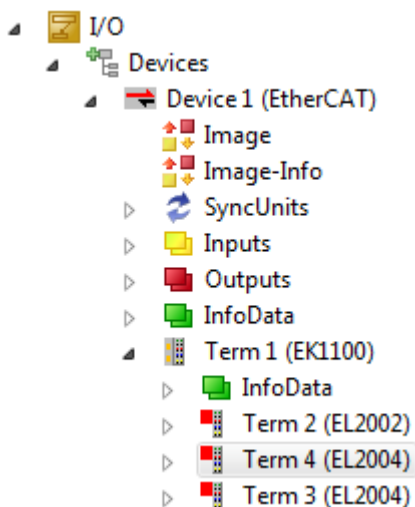 I/O
Devices
Device 1 (EtherCAT)
Image
Image-Info
SyncUnits
Inputs
Outputs
InfoData
Term 1 (EK1100)
InfoData
Term 2 (EL2002)
Term 4 (EL2004)
Term 3 (EL2004)